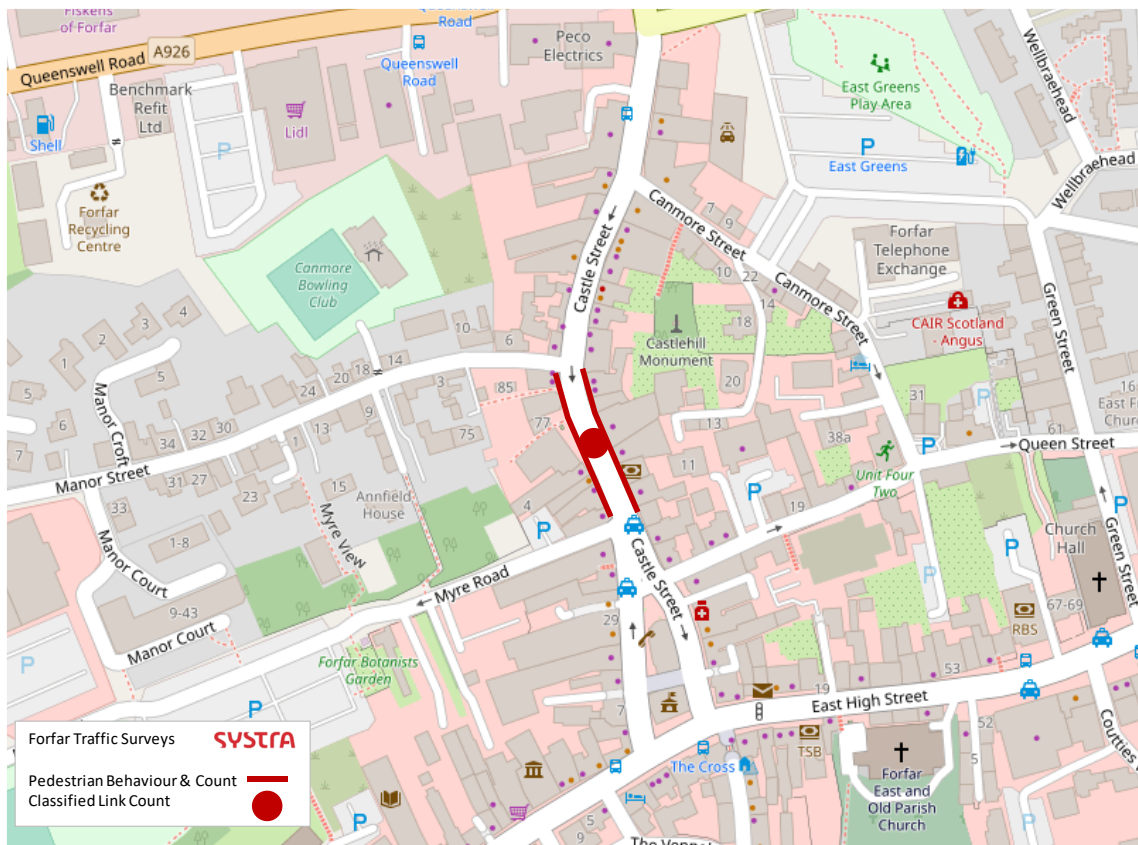 Fiskens
of Forfar
Queenswell
Road
A926
Queenswell Road
Queenswell
Road
Peco
Electrics
Benchmark
Refit
Ltd
Shell
Lidl
P
East Greens
Play Area
P
East Greens
Wellbraehead
Wellbraehead
Forfar
Recycling
Centre
Canmore
Bowling
Club
Castle Street
Canmore Street
7
9
10
22
14
18
20
13
Canmore Street
Forfar
Telephone
Exchange
CAIR Scotland
- Angus
Green Street
Castlehill
Monument
1
2
3
4
5
5
6
7
Manor Croft
34
32
30
31
27
23
24
20
18
14
10
6
9
1
13
75
85
77
Manor Street
33
1-8
Manor Court
15
Myre View
Annfield
House
4
P
11
P
19
38a
61
31
P
P
Unit Four
Two
Queen Street
16
East Fr
Church
9-43
Manor Court
Myre Road
Castle Street
P
P
Church
Hall
Green Street
67-69
RBS
Forfar Botanists
Garden
29
7
P
P
19
53
East High Street
52
5
TSB
The Cross
Forfar
East and
Old Parish
Church
Coutties
P
5
9
The Vennel
Forfar Traffic Surveys
SYSTRA
Pedestrian Behaviour & Count
Classified Link Count